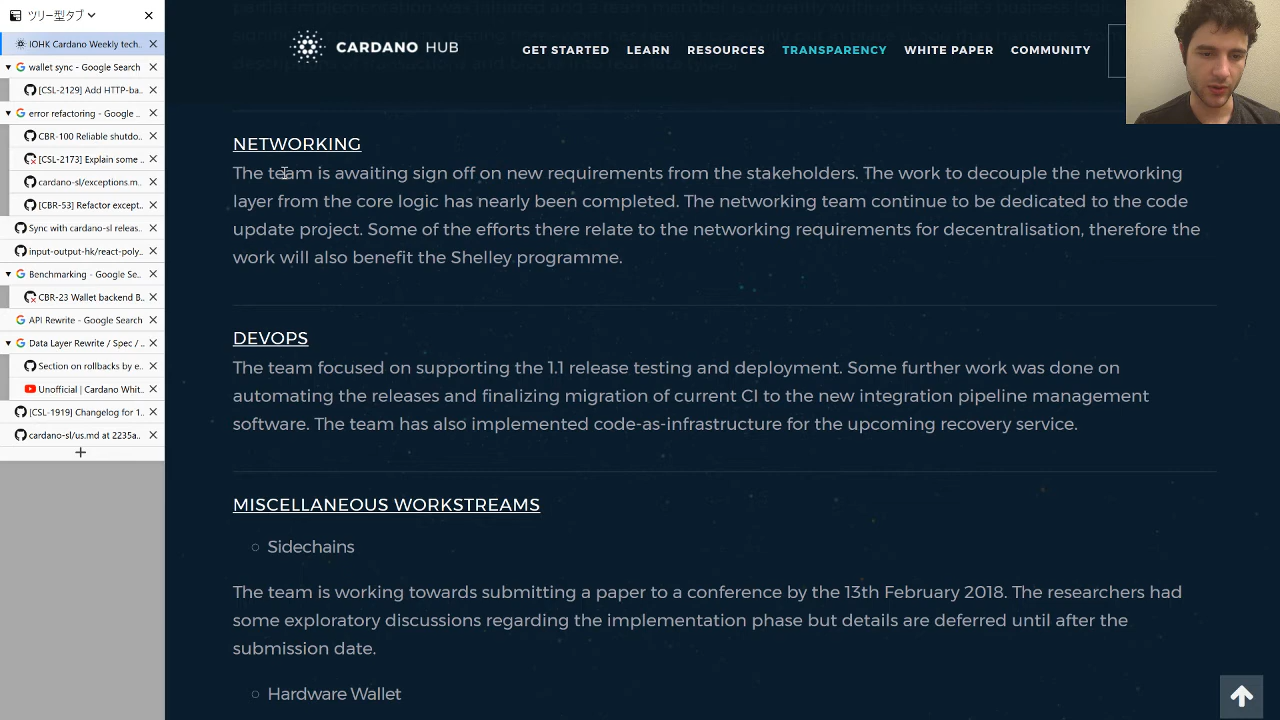 ツリー型タブ
IOHK Cardano Weekly tech..
wallet sync - Google Search
[CSL-2129] Add HTTP-ba..
error refactoring - Google ..
CBR-100 Reliable shutdo..
[CSL-2173] Explain some ..
cardano-sl/exceptions.m..
[CBR-53] Refactor except..
Sync with cardano-sl releas..
input-output-hk/react-poly..
Benchmarking - Google Se..
CBR-23 Wallet backend B..
API Rewrite - Google Search
Data Layer Rewrite / Spec / ..
Section on rollbacks by e..
Unofficial | Cardano Whit..
[CSL-1919] Changelog for 1..
cardano-sl/us.md at 2235a..
CARDANO HUB
GET STARTED LEARN RESOURCES TRANSPARENCY WHITE PAPER COMMUNITY
NETWORKING
The team is awaiting sign off on new requirements from the stakeholders. The work to decouple the networking
layer from the core logic has nearly been completed. The networking team continue to be dedicated to the code
update project. Some of the efforts there relate to the networking requirements for decentralisation, therefore the
work will also benefit the Shelley programme.
DEVOPS
The team focused on supporting the 1.1 release testing and deployment. Some further work was done on
automating the releases and finalizing migration of current CI to the new integration pipeline management
software. The team has also implemented code-as-infrastructure for the upcoming recovery service.
MISCELLANEOUS WORKSTREAMS
Sidechains
The team is working towards submitting a paper to a conference by the 13th February 2018. The researchers had
some exploratory discussions regarding the implementation phase but details are deferred until after the
submission date.
Hardware Wallet